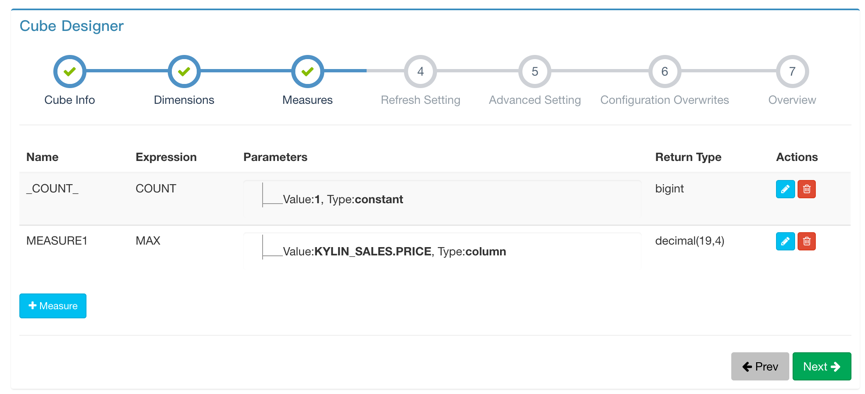 Cube Designer
4 5 6 7
Cube Info Dimensions Measures Refresh Setting Advanced Setting Configuration Overwrites Overview
Name Expression Parameters Return Type Actions
_COUNT_ COUNT Value:1, Type:constant bigint
MEASURE1 MAX Value:KYLIN_SALES.PRICE, Type:column decimal(19,4)
+ Measure
← Prev Next →